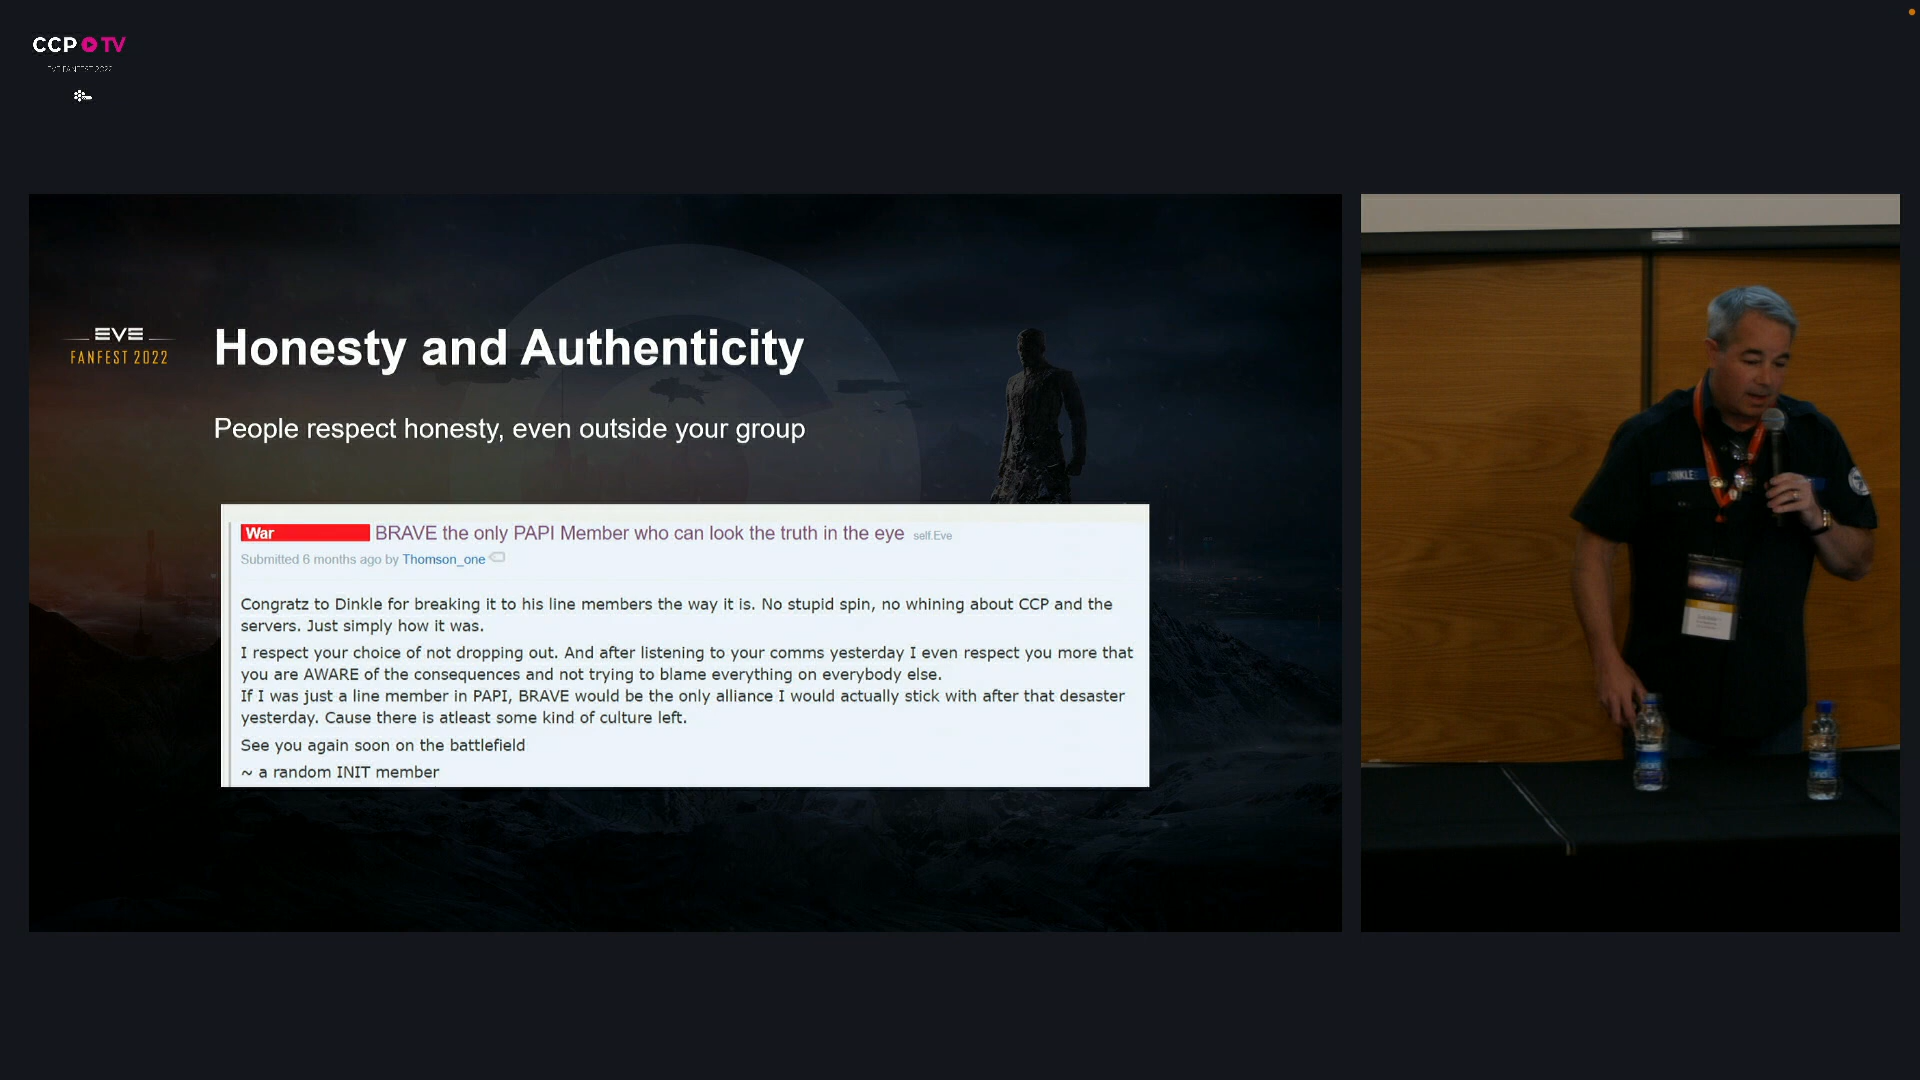 CCP TV
EVE FANFEST 2022
EVE
FANFEST 2022
Honesty and Authenticity
People respect honesty, even outside your group
War BRAVE the only PAPI Member who can look the truth in the eye self.Eve
Submitted 6 months ago by Thomson_one
Congratz to Dinkle for breaking it to his line members the way it is. No stupid spin, no whining about CCP and the
servers. Just simply how it was.
I respect your choice of not dropping out. And after listening to your comms yesterday I even respect you more that
you are AWARE of the consequences and not trying to blame everything on everybody else.
If I was just a line member in PAPI, BRAVE would be the only alliance I would actually stick with after that desaster
yesterday. Cause there is atleast some kind of culture left.
See you again soon on the battlefield
~ a random INIT member
DINKLE